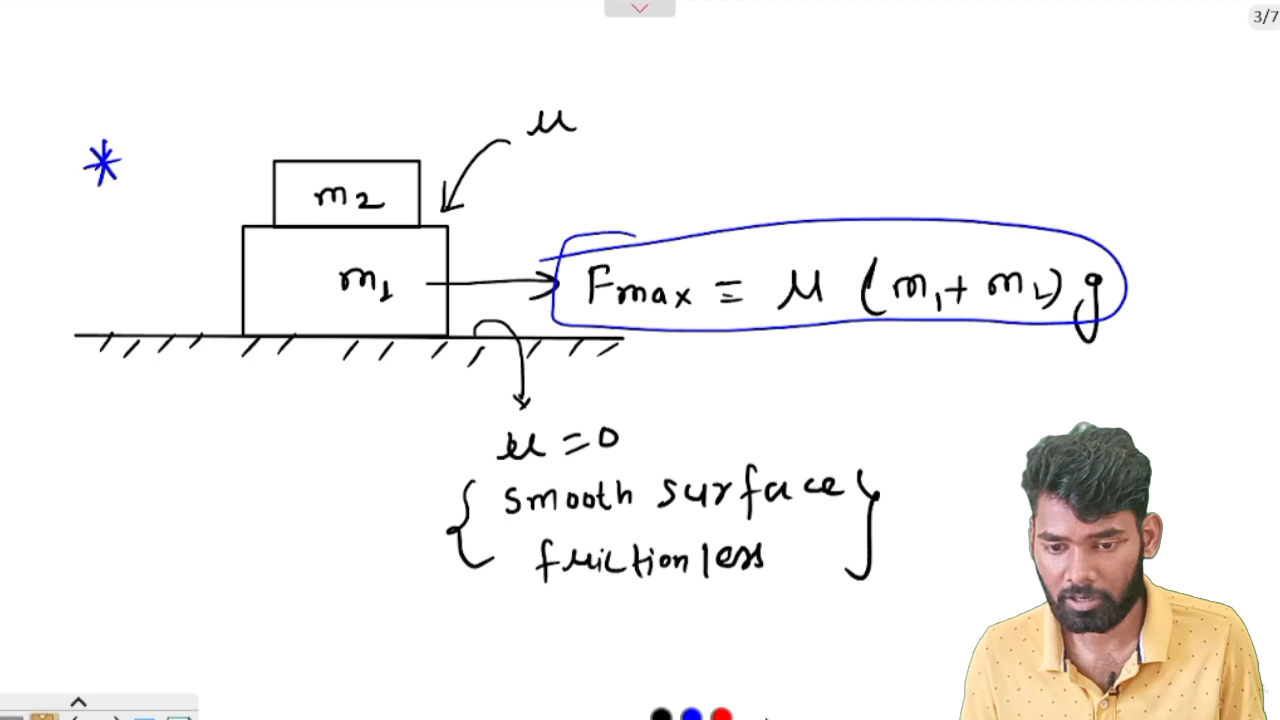 3/7
*
μ
m2
m1
Fmax = μ (m1 + m2) g
μ = 0
{ smooth surface
frictionless }